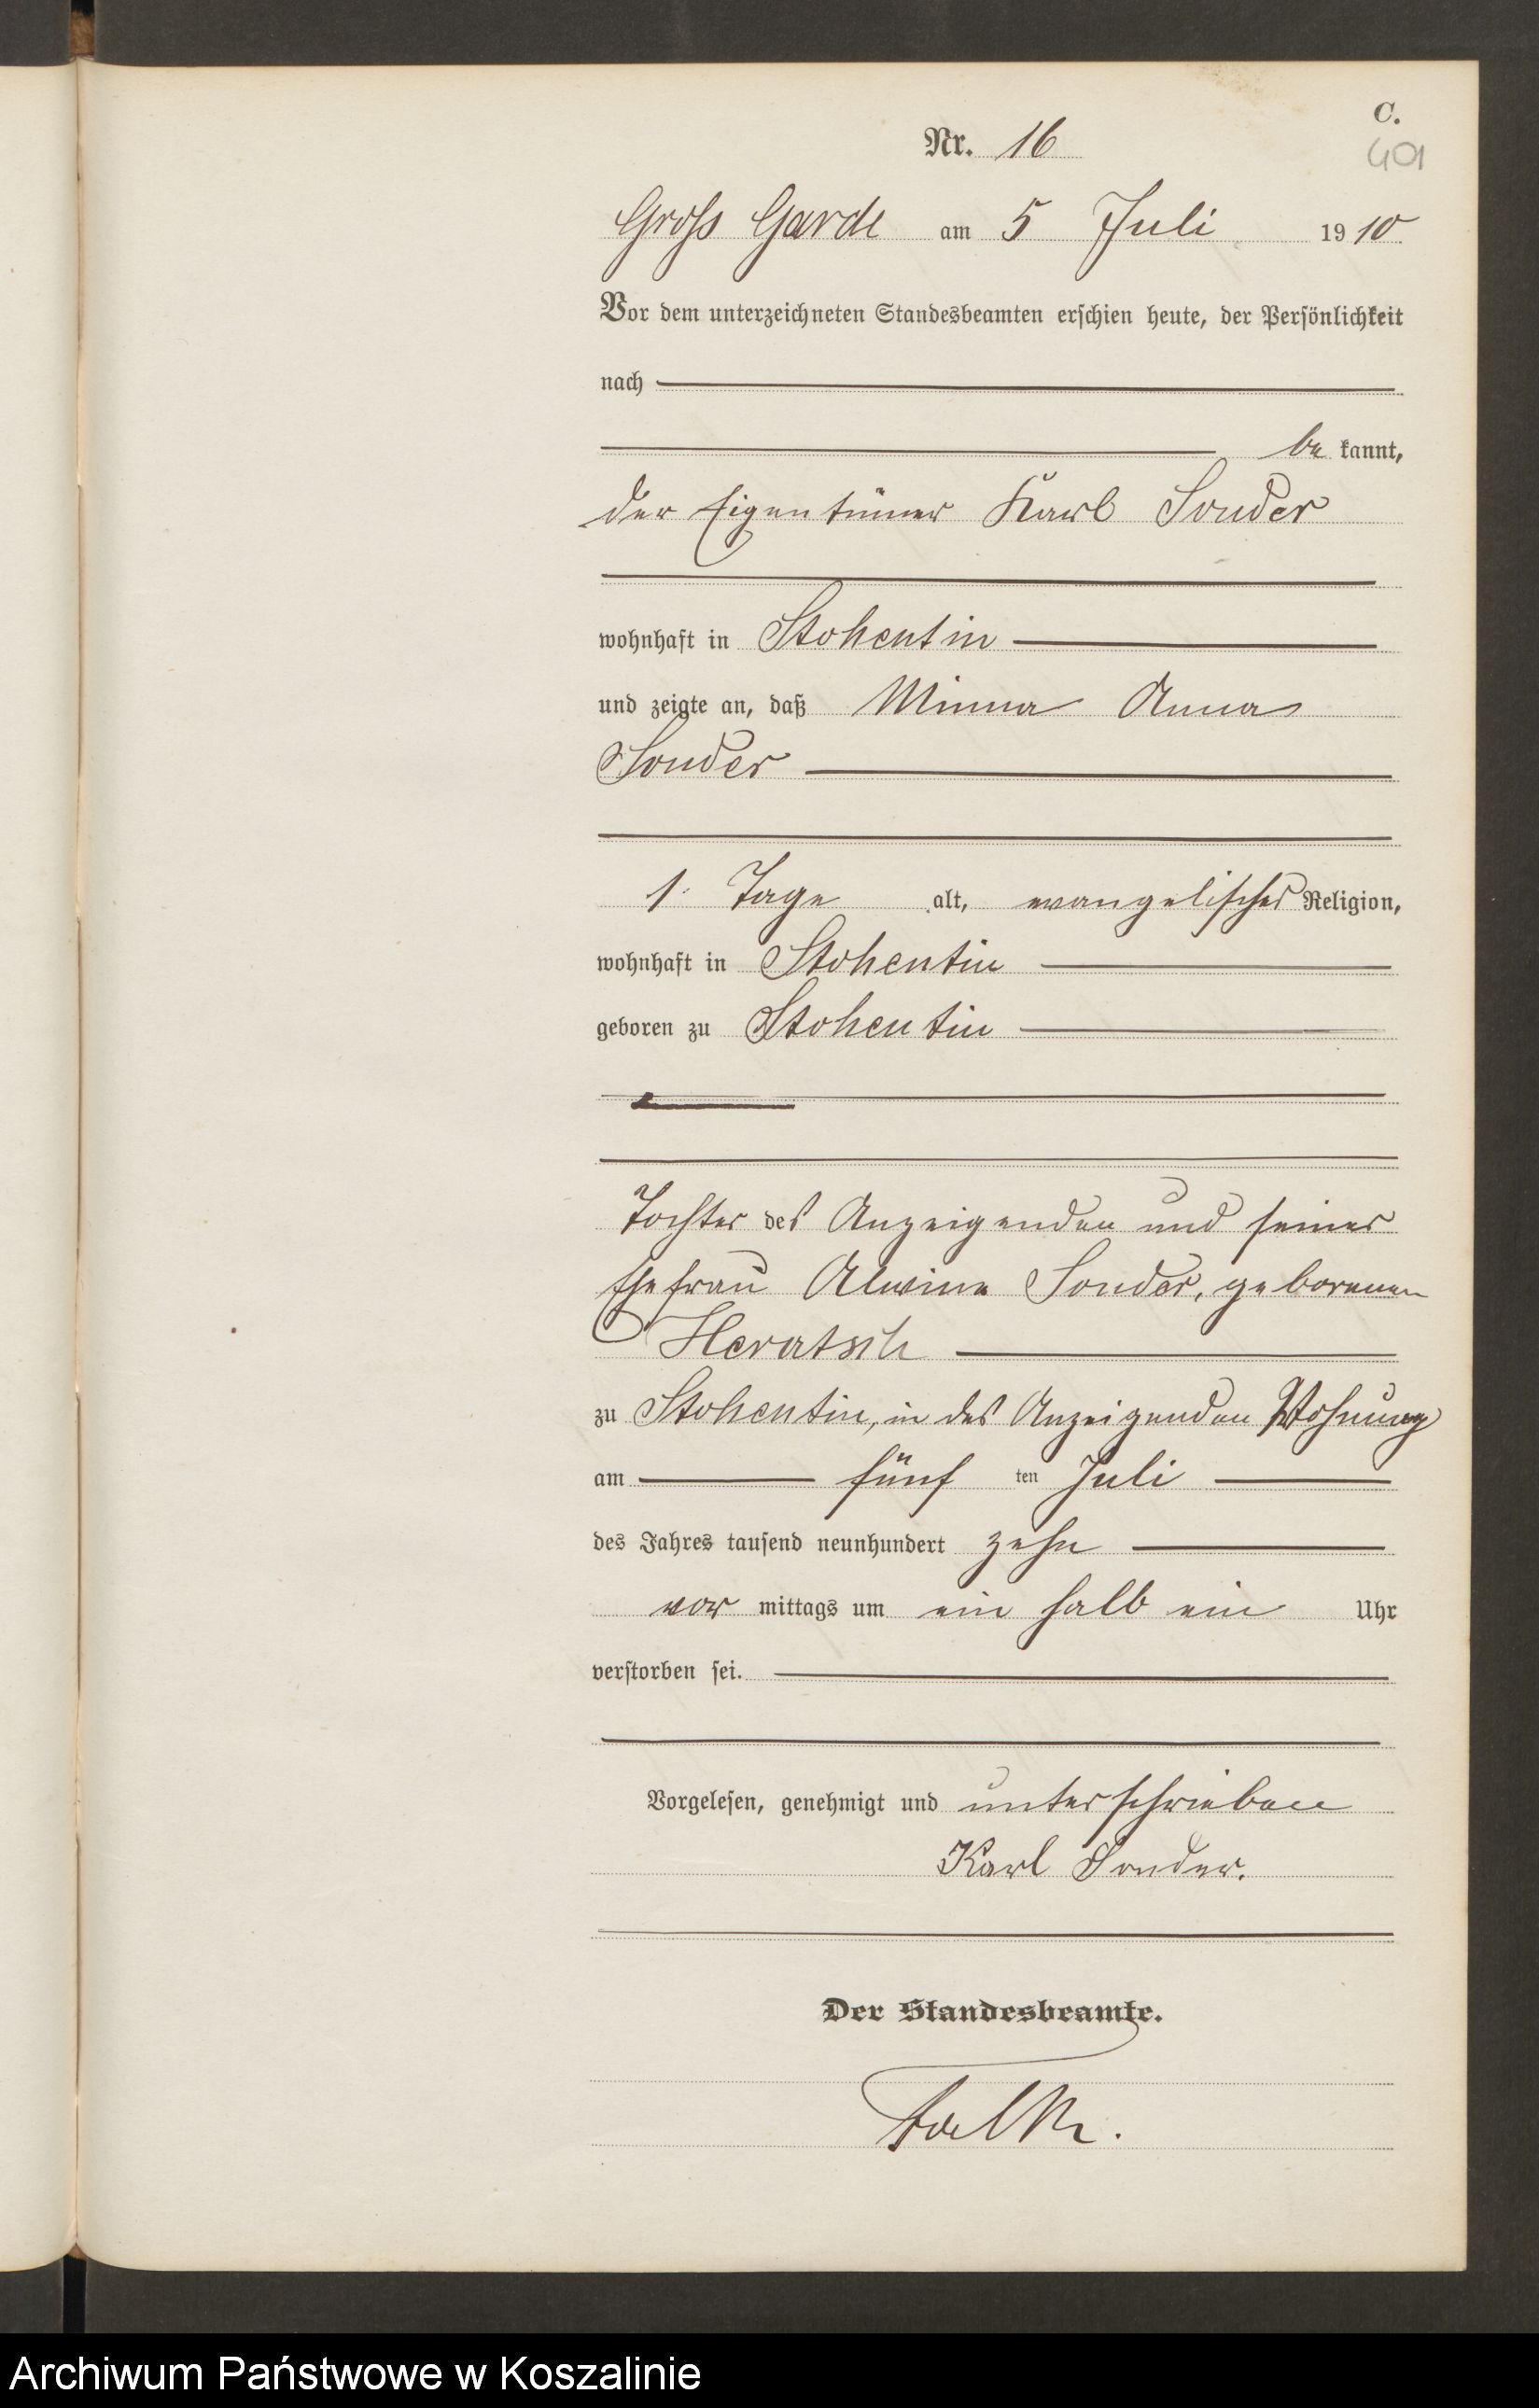 C.
Nr. 16
401
Gross Garde am 5 Juli 1910
Vor dem unterzeichneten Standesbeamten erschien heute, der Persönlichkeit
nach
be kannt,
der Eigentümer Karl Sonder
wohnhaft in Stohentin
und zeigte an, daß Minna Anna
Sonder
1 Tage alt, evangelischer Religion,
wohnhaft in Stohentin
geboren zu Stohentin
Tochter des Anzeigenden und seiner
Ehefrau Alwine Sonder, geborenen
zu Stohentin, in des Anzeigenden Wohnung
am fünf ten Juli
des Jahres tausend neunhundert zehn
vor mittags um ein halb ein Uhr
verstorben sei.
Vorgelesen, genehmigt und unterschrieben
Karl Sonder.
Der Standesbeamte.
Archiwum Państwowe w Koszalinie